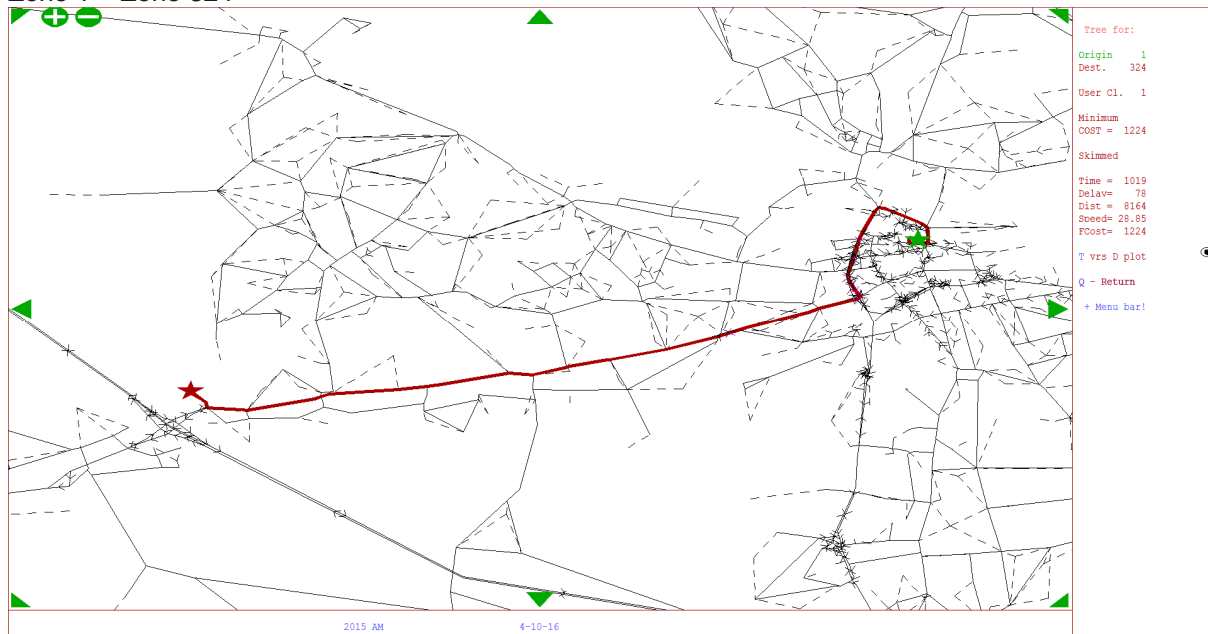 Tree for:
Origin 1
Dest. 324
User Cl. 1
Minimum
COST = 1224
Skimmed
Time = 1019
Delay= 78
Dist = 8164
Speed= 28.85
FCost= 1224
T vrs D plot
Q - Return
+ Menu bar!
2015 AM 4-10-16